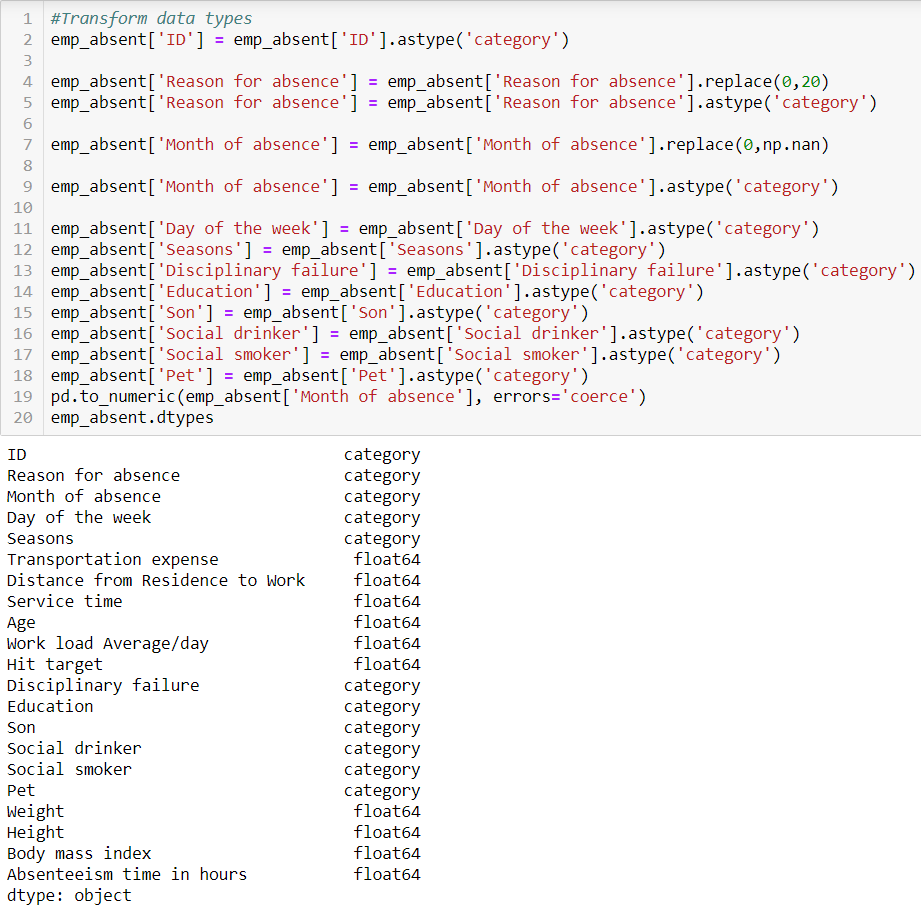 1 #Transform data types
2 emp_absent['ID'] = emp_absent['ID'].astype('category')
3
4 emp_absent['Reason for absence'] = emp_absent['Reason for absence'].replace(0,20)
5 emp_absent['Reason for absence'] = emp_absent['Reason for absence'].astype('category')
6
7 emp_absent['Month of absence'] = emp_absent['Month of absence'].replace(0,np.nan)
8
9 emp_absent['Month of absence'] = emp_absent['Month of absence'].astype('category')
10
11 emp_absent['Day of the week'] = emp_absent['Day of the week'].astype('category')
12 emp_absent['Seasons'] = emp_absent['Seasons'].astype('category')
13 emp_absent['Disciplinary failure'] = emp_absent['Disciplinary failure'].astype('category')
14 emp_absent['Education'] = emp_absent['Education'].astype('category')
15 emp_absent['Son'] = emp_absent['Son'].astype('category')
16 emp_absent['Social drinker'] = emp_absent['Social drinker'].astype('category')
17 emp_absent['Social smoker'] = emp_absent['Social smoker'].astype('category')
18 emp_absent['Pet'] = emp_absent['Pet'].astype('category')
19 pd.to_numeric(emp_absent['Month of absence'], errors='coerce')
20 emp_absent.dtypes
ID category
Reason for absence category
Month of absence category
Day of the week category
Seasons category
Transportation expense float64
Distance from Residence to Work float64
Service time float64
Age float64
Work load Average/day float64
Hit target float64
Disciplinary failure category
Education category
Son category
Social drinker category
Social smoker category
Pet category
Weight float64
Height float64
Body mass index float64
Absenteeism time in hours float64
dtype: object